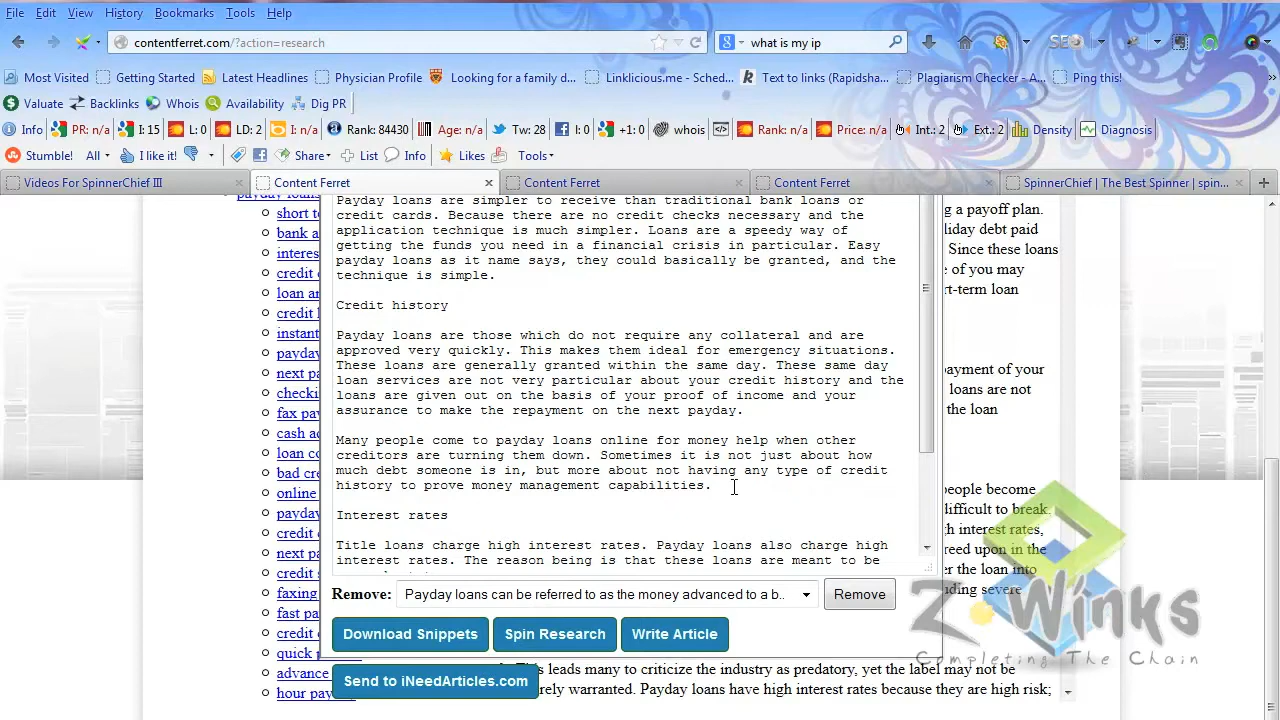 File Edit View History Bookmarks Tools Help
contentferret.com/?action=research
what is my ip
SEO
Most Visited Getting Started Latest Headlines Physician Profile Looking for a family d... Linklicious.me - Sched... Text to links (Rapidsha... Plagiarism Checker - A... Ping this!
Valuate Backlinks Whois Availability Dig PR
Info PR: n/a I: 15 L: 0 LD: 2 I: n/a Rank: 84430 Age: n/a Tw: 28 I: 0 +1: 0 whois Rank: n/a Price: n/a Int.: 2 Ext.: 2 Density Diagnosis
Stumble! All I like it! Share List Info Likes Tools
Videos For SpinnerChief III Content Ferret Content Ferret Content Ferret SpinnerChief | The Best Spinner | spin...
short t
bank a
interes
credit
loan a
credit
instant
payday
next pa
checki
fax pay
cash ad
loan co
bad cre
online
payday
credit
next pa
credit s
faxing
fast pa
credit
quick p
advance
hour pay
Payday loans are simpler to receive than traditional bank loans or
credit cards. Because there are no credit checks necessary and the
application technique is much simpler. Loans are a speedy way of
getting the funds you need in a financial crisis in particular. Easy
payday loans as it name says, they could basically be granted, and the
technique is simple.
Credit history
Payday loans are those which do not require any collateral and are
approved very quickly. This makes them ideal for emergency situations.
These loans are generally granted within the same day. These same day
loan services are not very particular about your credit history and the
loans are given out on the basis of your proof of income and your
assurance to make the repayment on the next payday.
Many people come to payday loans online for money help when other
creditors are turning them down. Sometimes it is not just about how
much debt someone is in, but more about not having any type of credit
history to prove money management capabilities.
Interest rates
Title loans charge high interest rates. Payday loans also charge high
interest rates. The reason being is that these loans are meant to be
Remove: Payday loans can be referred to as the money advanced to a b.. Remove
Download Snippets Spin Research Write Article
Send to iNeedArticles.com
g a payoff plan.
liday debt paid
Since these loans
e of you may
rt-term loan
ayment of your
loans are not
the loan
people become
difficult to break.
h interest rates,
reed upon in the
er the loan into
ding severe
This leads many to criticize the industry as predatory, yet the label may not be
rely warranted. Payday loans have high interest rates because they are high risk;
Z Winks
Completing The Chain